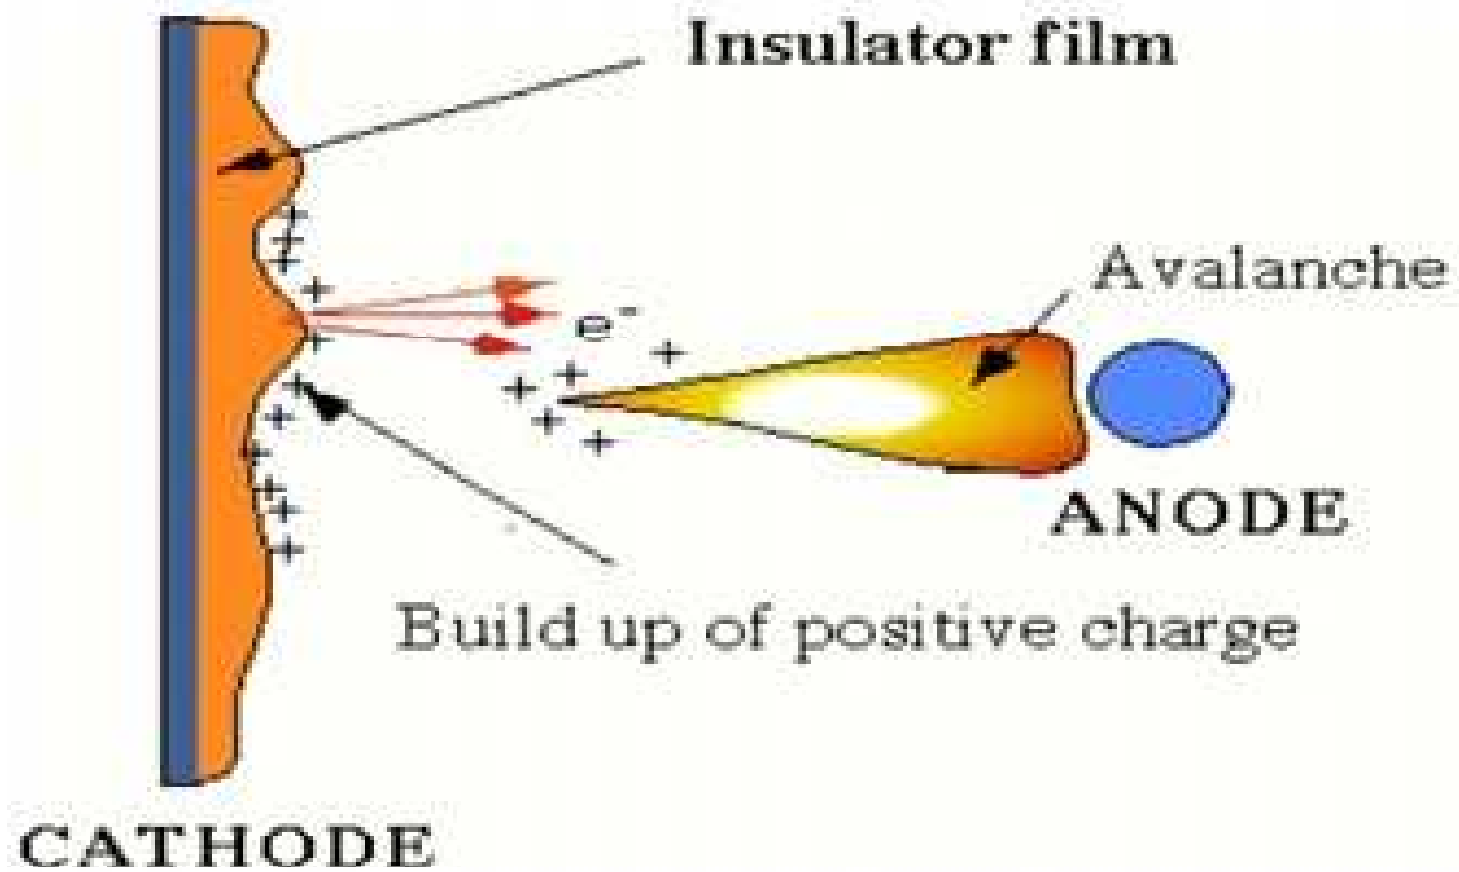 Insulator film
Avalanche
e⁻
ANODE
Build up of positive charge
CATHODE